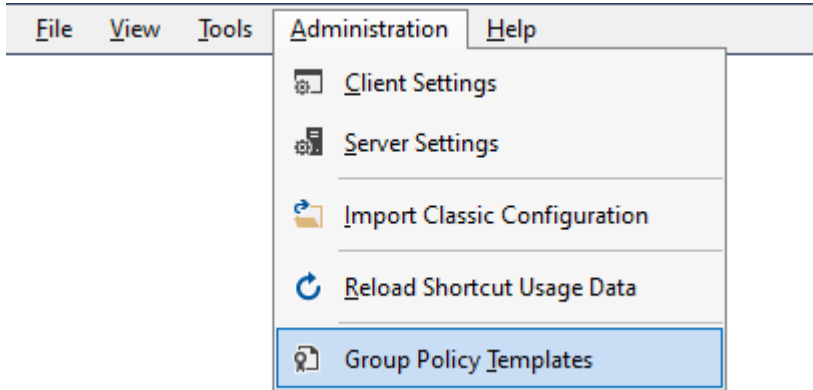 File View Tools Administration Help
Client Settings
Server Settings
Import Classic Configuration
Reload Shortcut Usage Data
Group Policy Templates